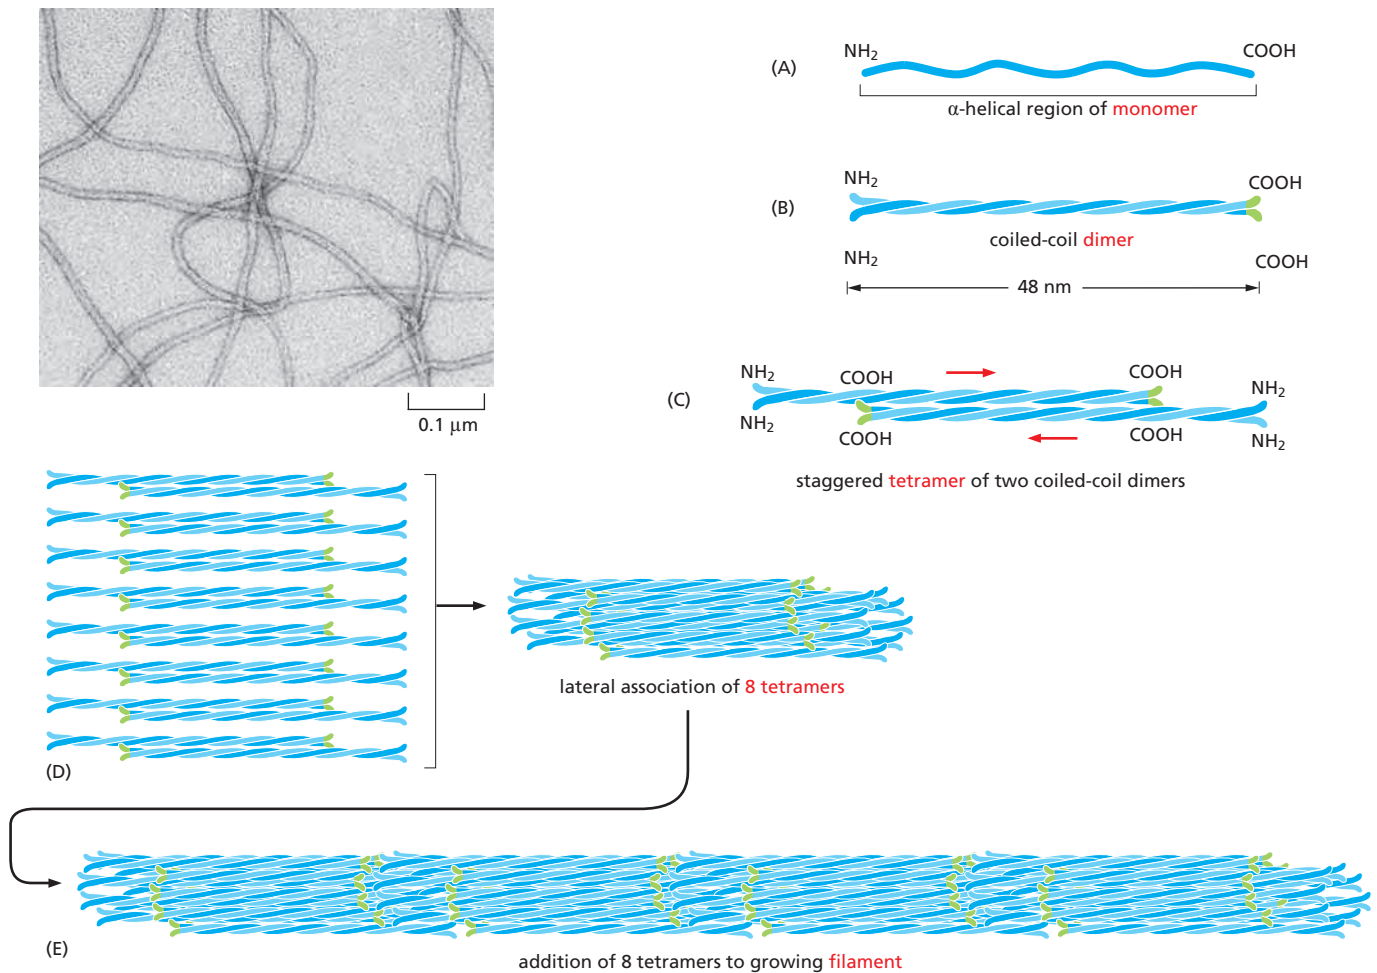 (A)
NH₂
COOH
α-helical region of monomer
(B)
NH₂
COOH
coiled-coil dimer
NH₂
COOH
48 nm
0.1 µm
(C)
NH₂
COOH
COOH
NH₂
NH₂
COOH
COOH
NH₂
staggered tetramer of two coiled-coil dimers
lateral association of 8 tetramers
(D)
(E)
addition of 8 tetramers to growing filament